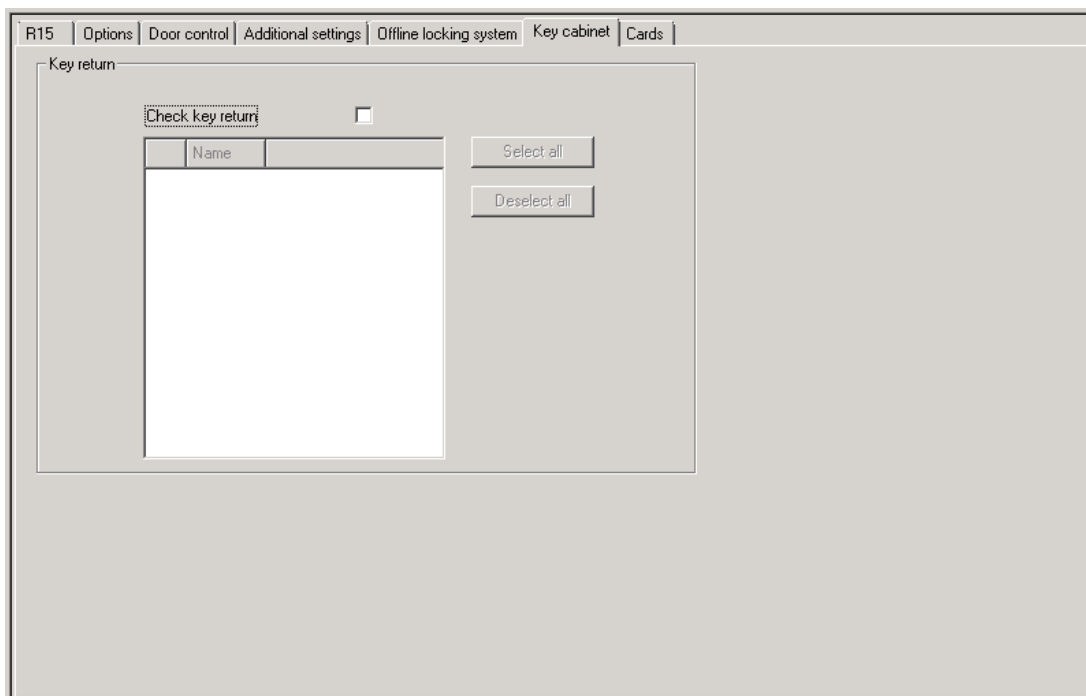 R15 Options Door control Additional settings Offline locking system Key cabinet Cards
Key return
Check key return
Name Select all
Deselect all